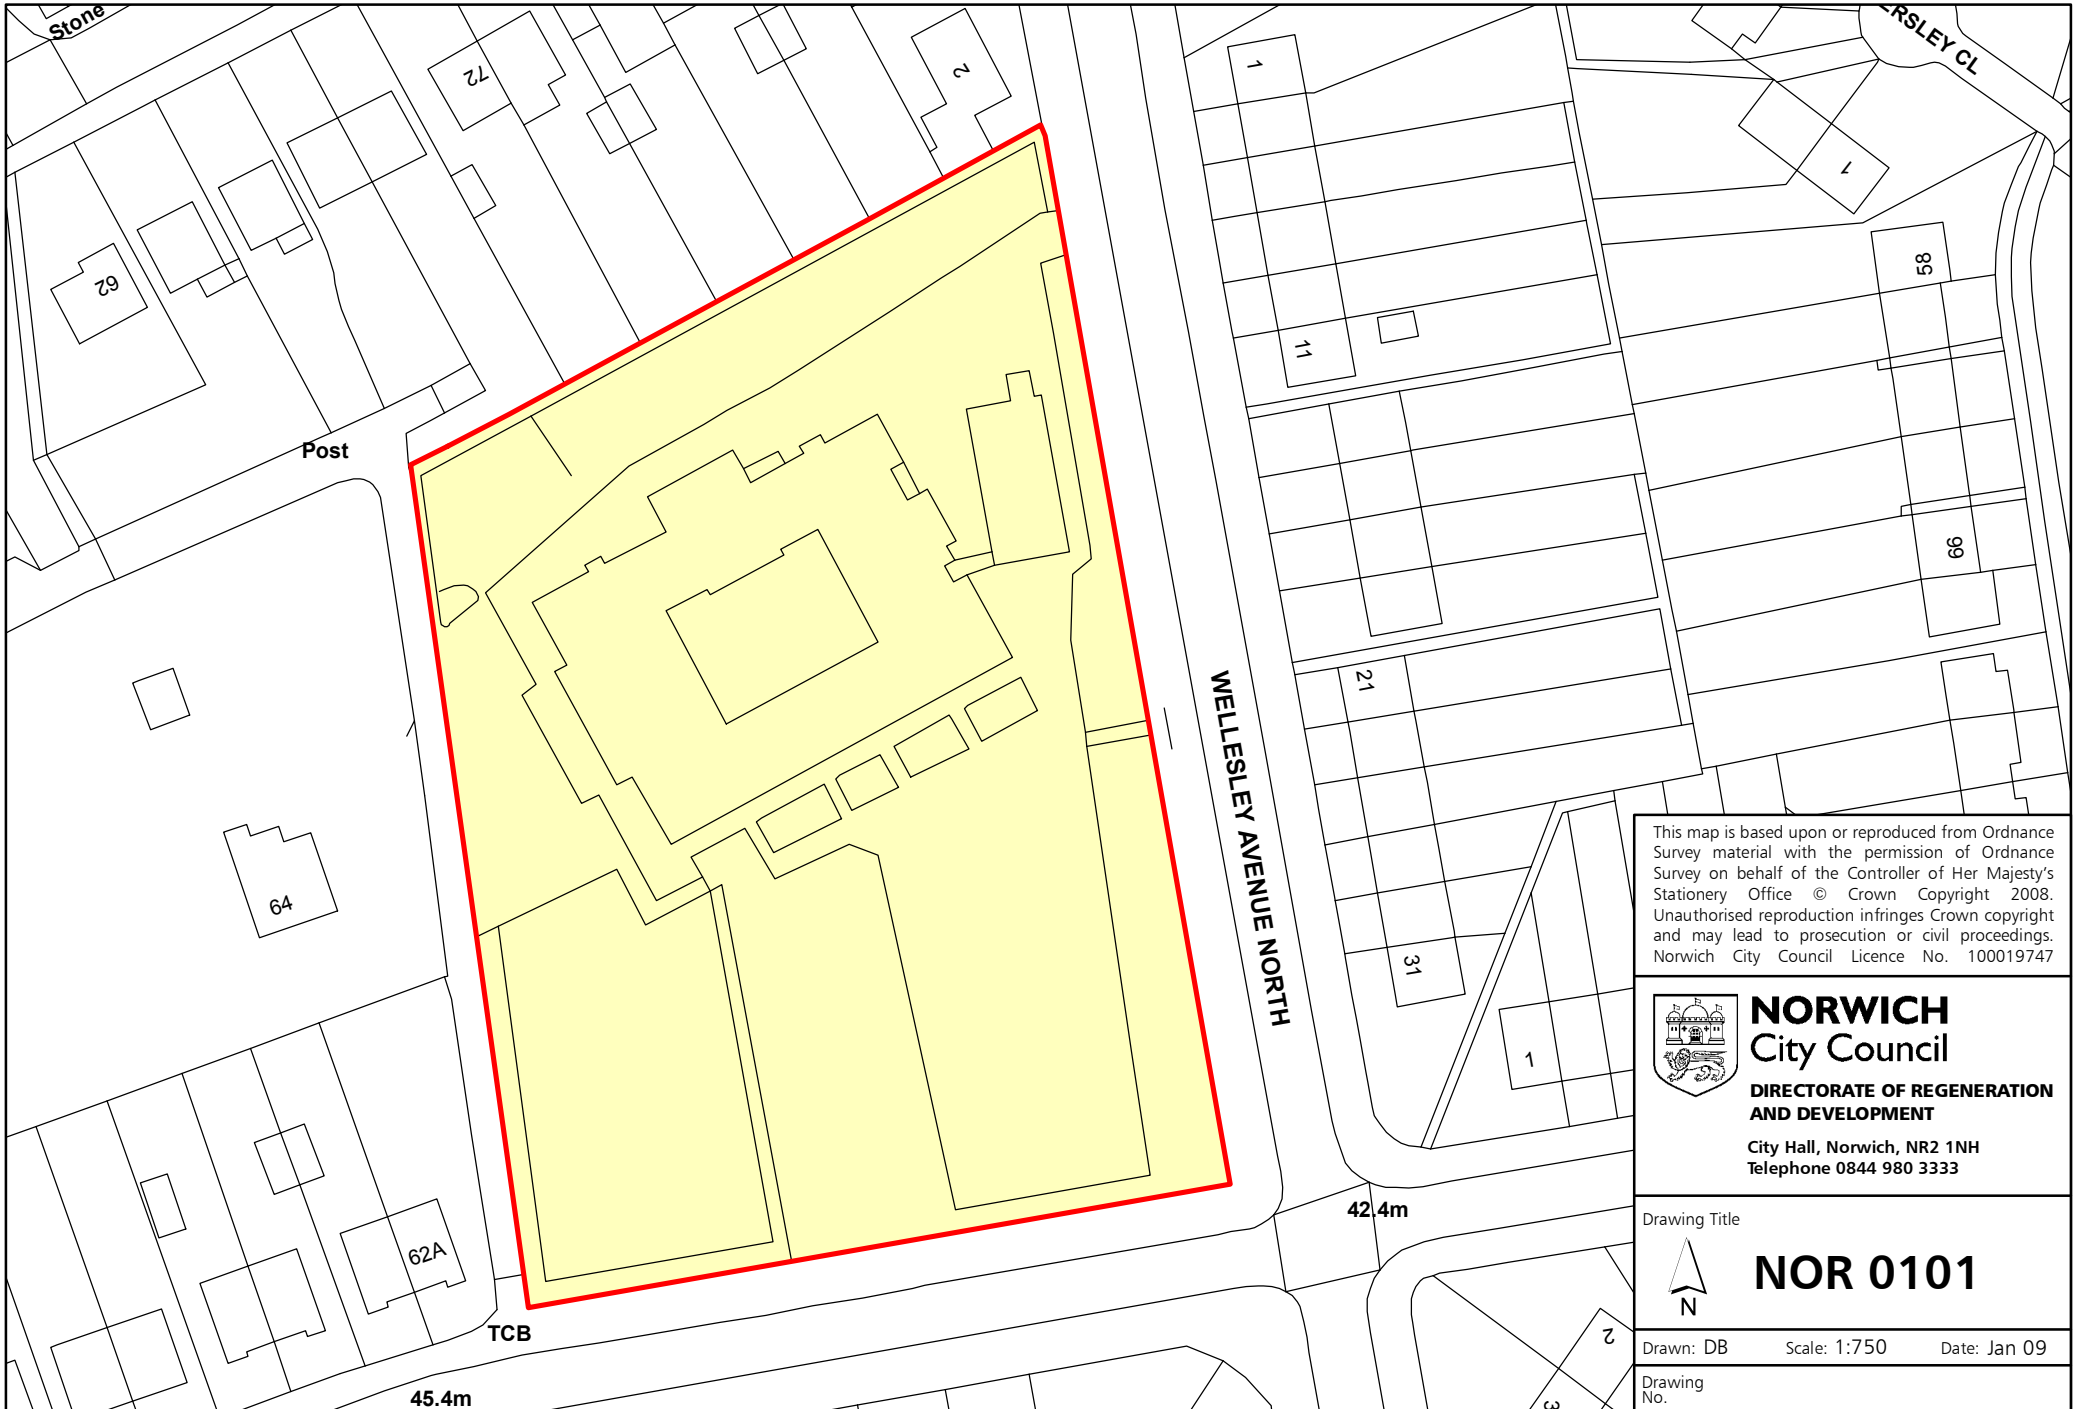 Stone
72
2
1
ERSLEY CL
1
62
58
11
Post
66
21
WELLESLEY AVENUE NORTH
64
31
1
62A
42.4m
TCB
45.4m
2
3
This map is based upon or reproduced from Ordnance
Survey material with the permission of Ordnance
Survey on behalf of the Controller of Her Majesty's
Stationery Office © Crown Copyright 2008.
Unauthorised reproduction infringes Crown copyright
and may lead to prosecution or civil proceedings.
Norwich City Council Licence No. 100019747
NORWICH
City Council
DIRECTORATE OF REGENERATION
AND DEVELOPMENT
City Hall, Norwich, NR2 1NH
Telephone 0844 980 3333
Drawing Title
N
NOR 0101
Drawn: DB Scale: 1:750 Date: Jan 09
Drawing
No.